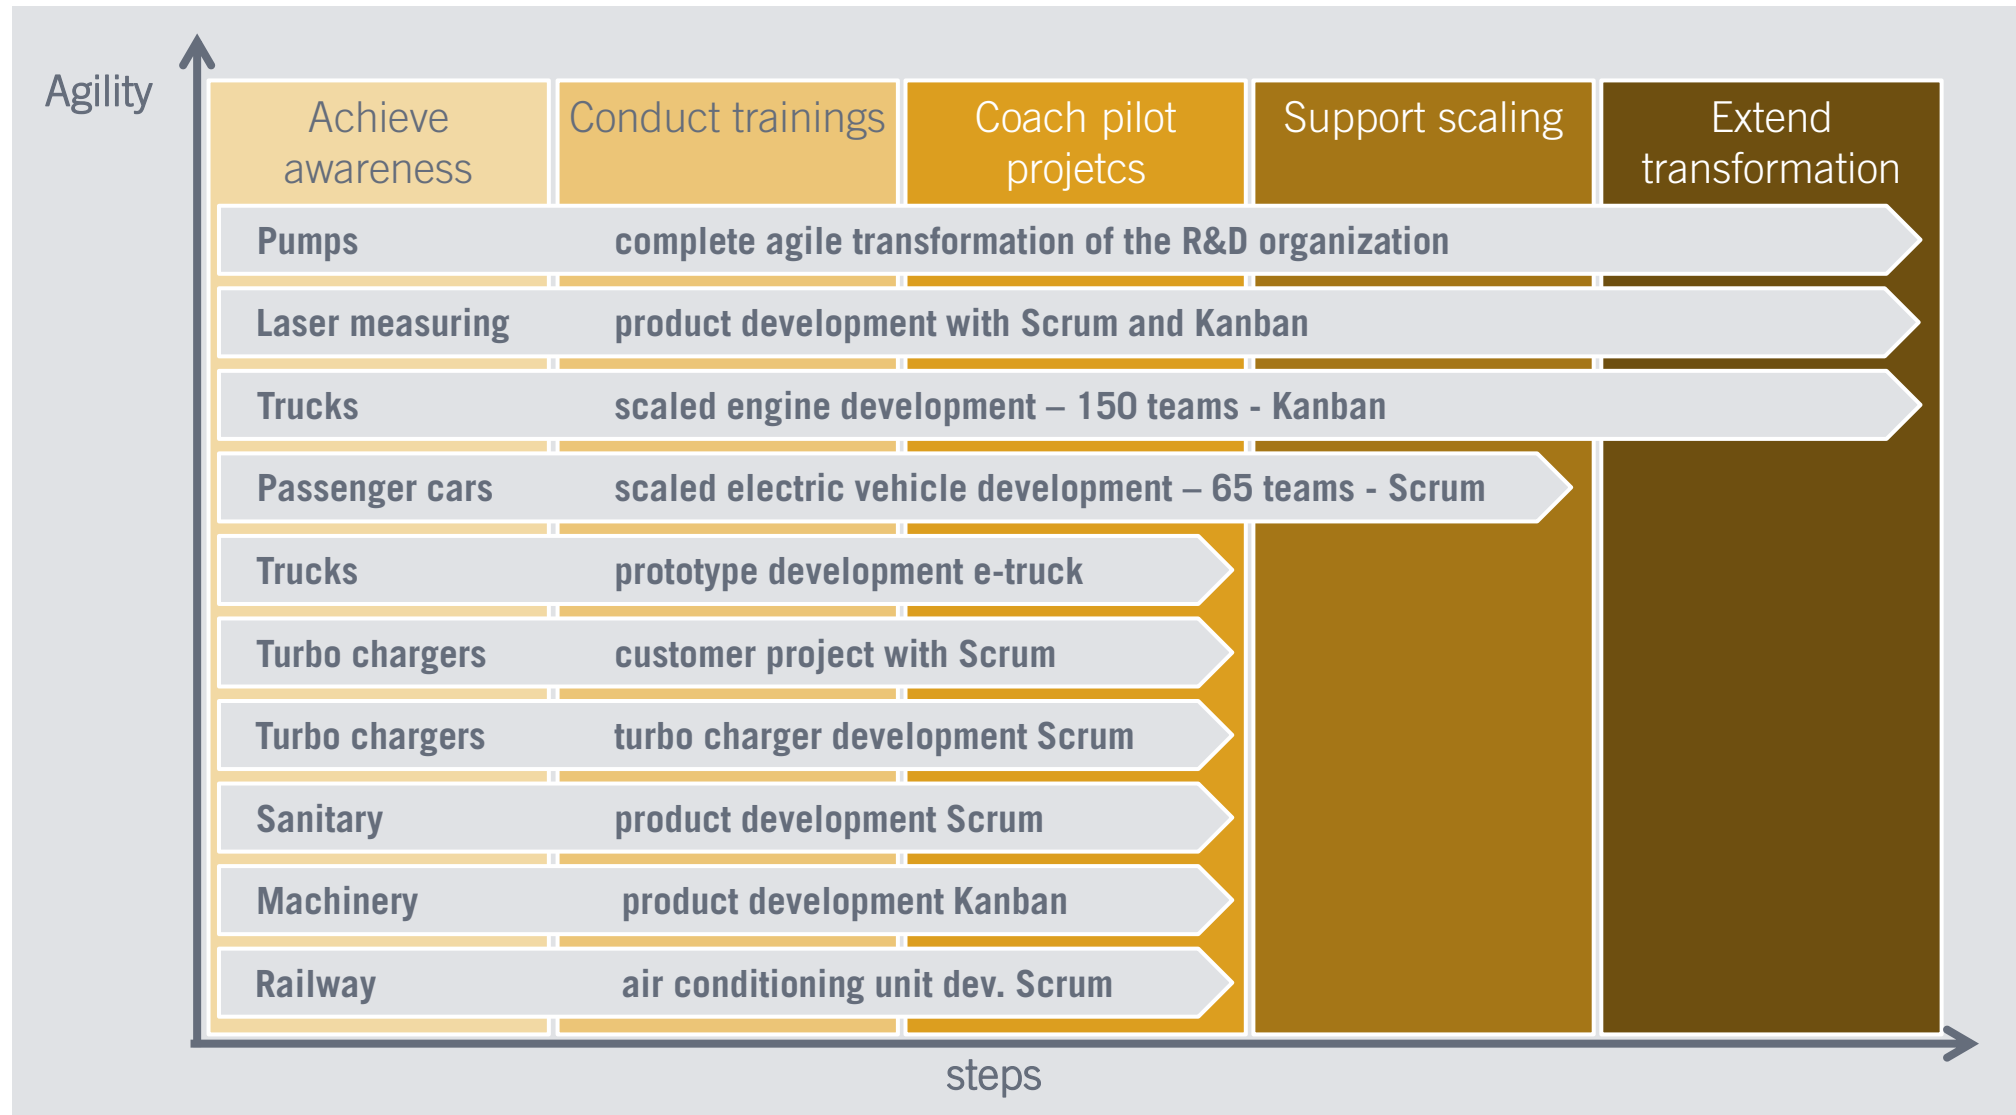 Agility
Achieve
awareness
Conduct trainings
Coach pilot
projetcs
Support scaling
Extend
transformation
Pumps complete agile transformation of the R&D organization
Laser measuring product development with Scrum and Kanban
Trucks scaled engine development – 150 teams - Kanban
Passenger cars scaled electric vehicle development – 65 teams - Scrum
Trucks prototype development e-truck
Turbo chargers customer project with Scrum
Turbo chargers turbo charger development Scrum
Sanitary product development Scrum
Machinery product development Kanban
Railway air conditioning unit dev. Scrum
steps